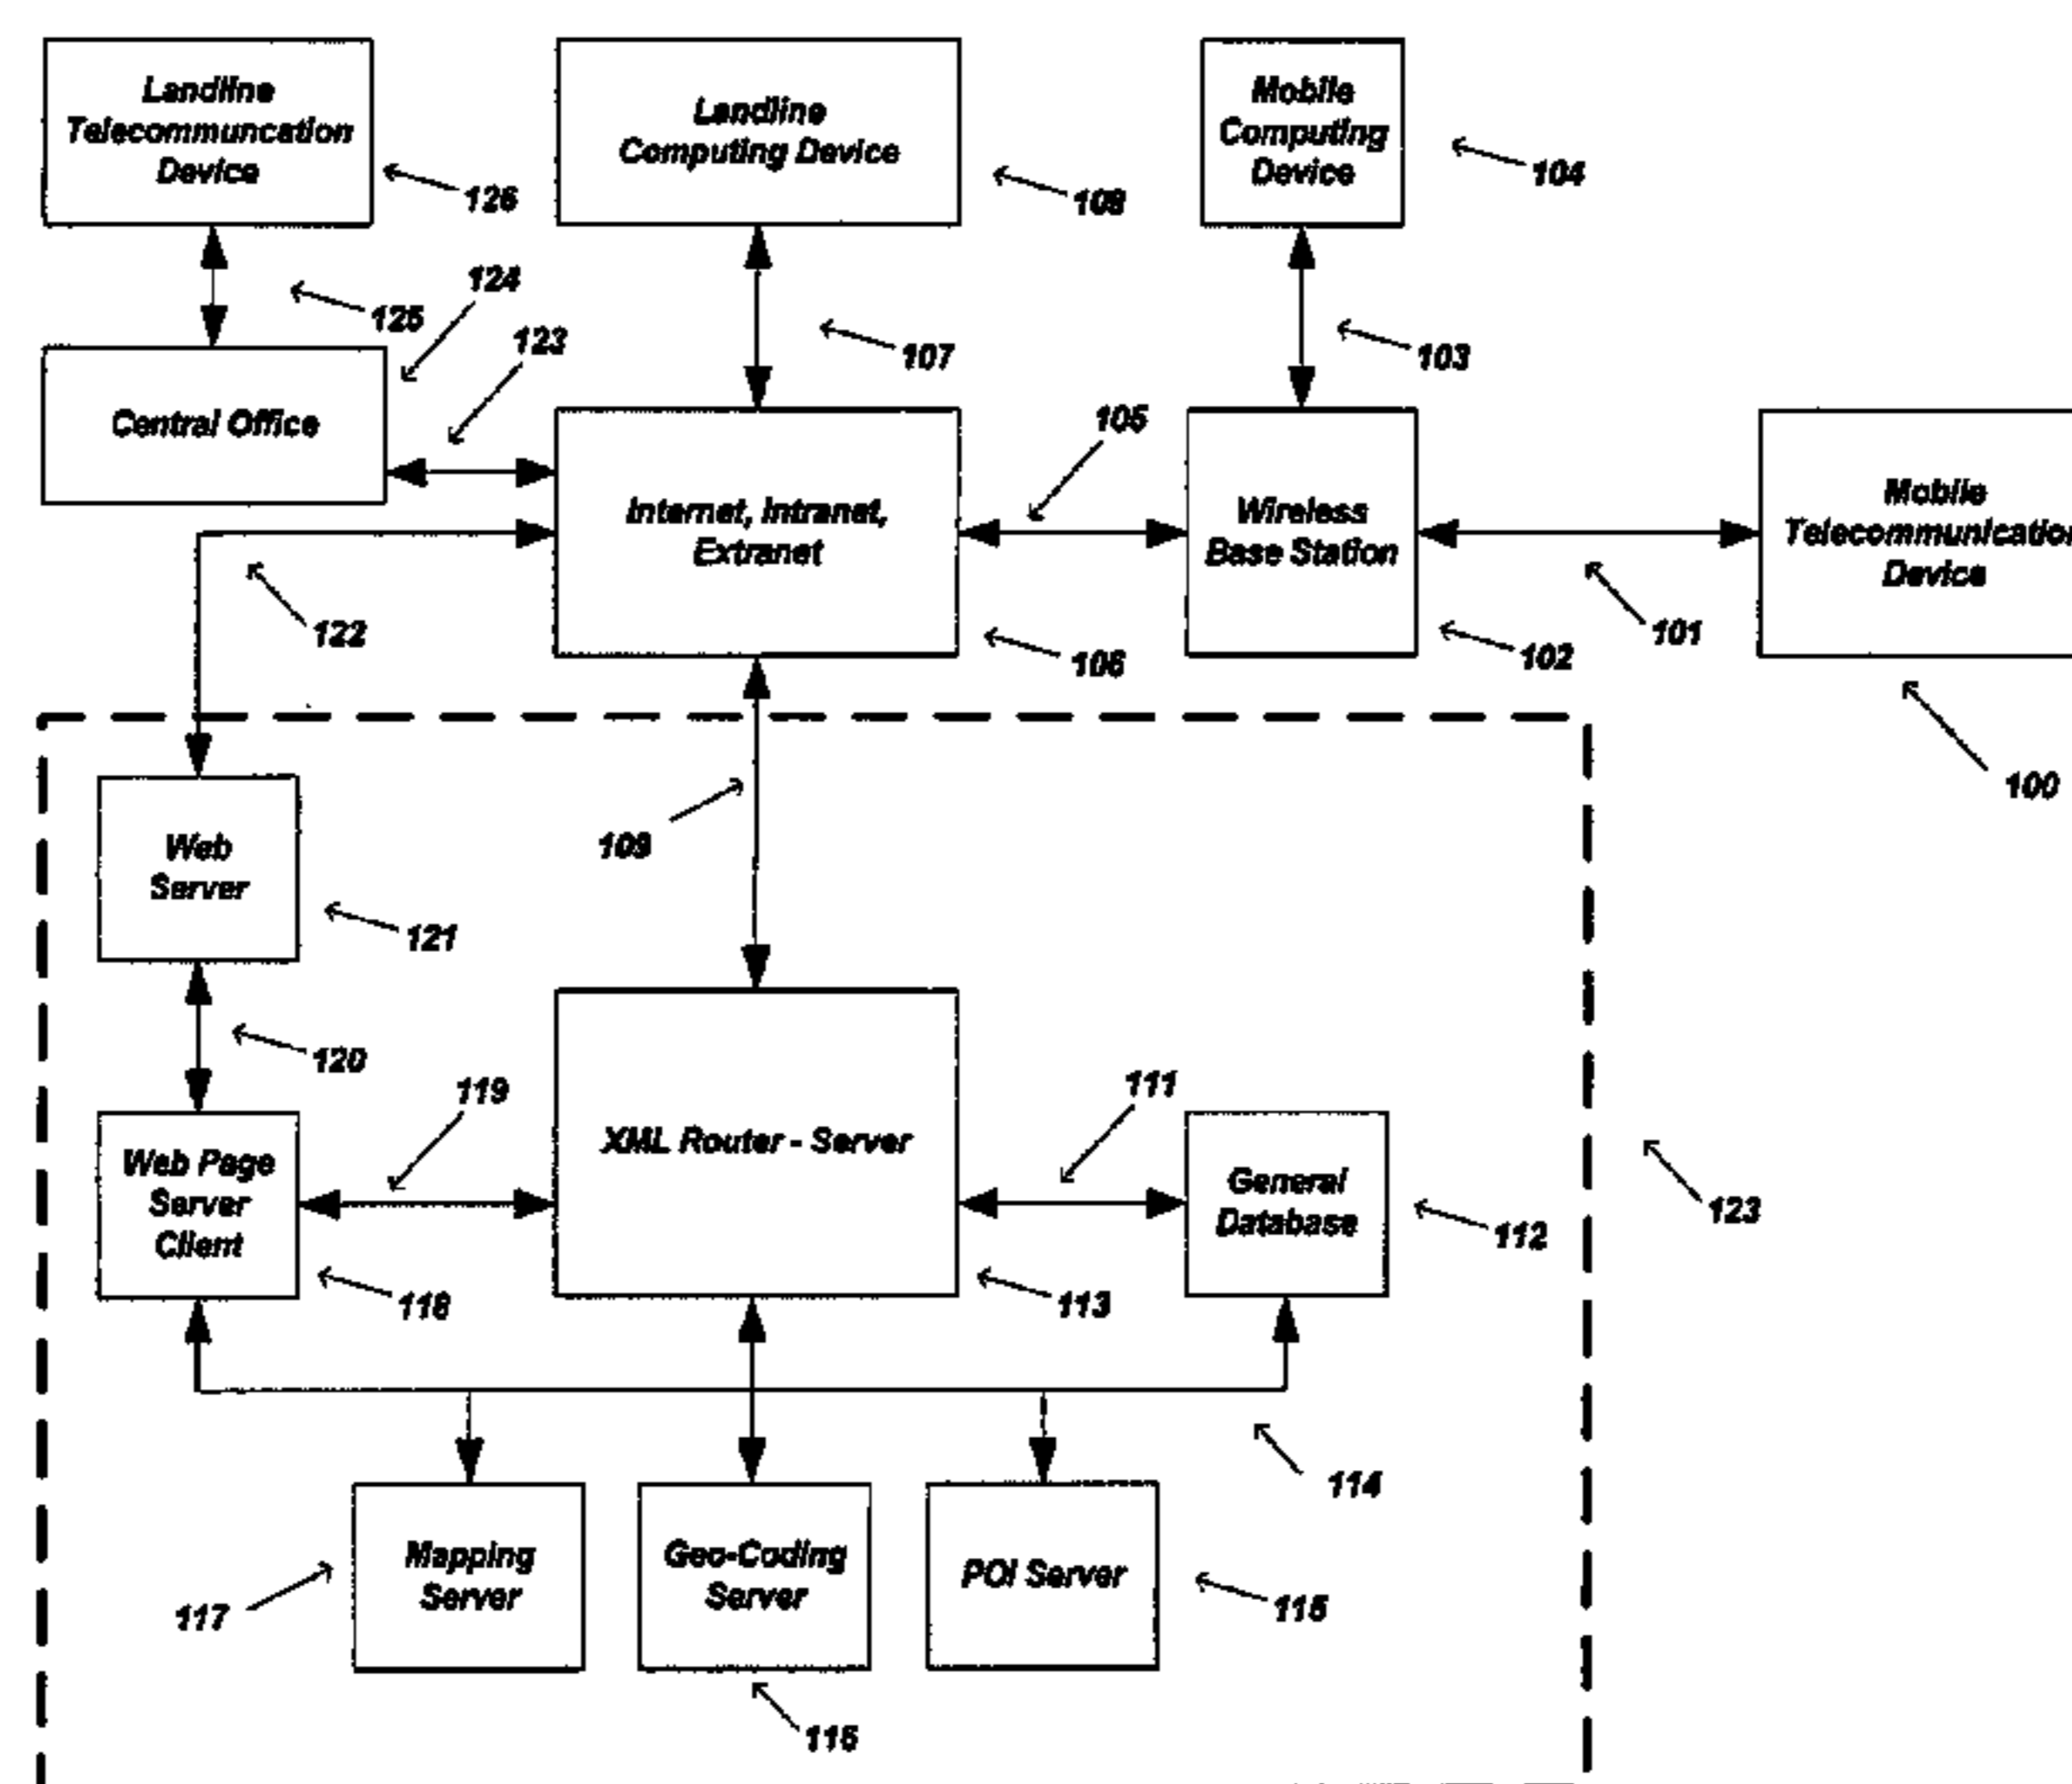 Landline
Telecommuncation
Device
126
Landline
Computing Device
108
Mobile
Computing
Device
104
125
124
123
107
103
Central Office
105
Internet, Intranet,
Extranet
106
Wireless
Base Station
102
101
Mobile
Telecommunication
Device
100
122
109
Web
Server
121
120
119
XML Router - Server
113
111
General
Database
112
123
Web Page
Server
Client
118
114
117
Mapping
Server
Geo-Coding
Server
116
POI Server
115